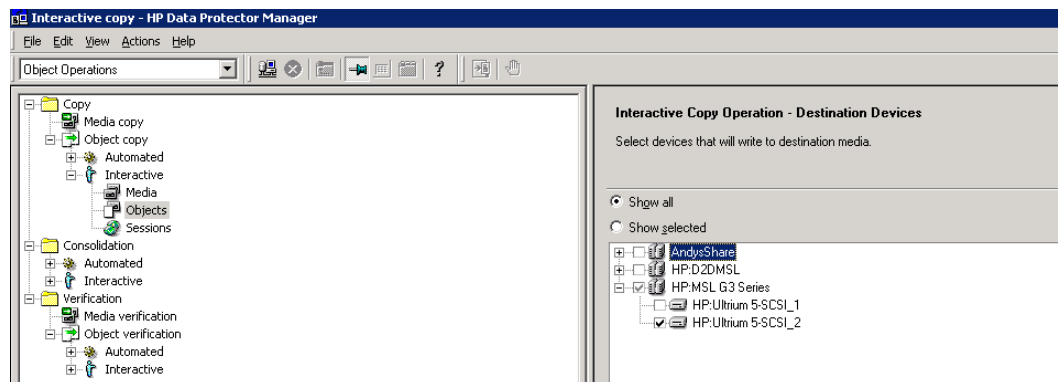 Interactive copy - HP Data Protector Manager
File Edit View Actions Help
Object Operations
Copy
Media copy
Object copy
Automated
Interactive
Media
Objects
Sessions
Consolidation
Automated
Interactive
Verification
Media verification
Object verification
Automated
Interactive
Interactive Copy Operation - Destination Devices
Select devices that will write to destination media.
Show all
Show selected
AndysShare
HP:D2DMSL
HP:MSL G3 Series
HP:Ultrium 5-SCSI_1
HP:Ultrium 5-SCSI_2